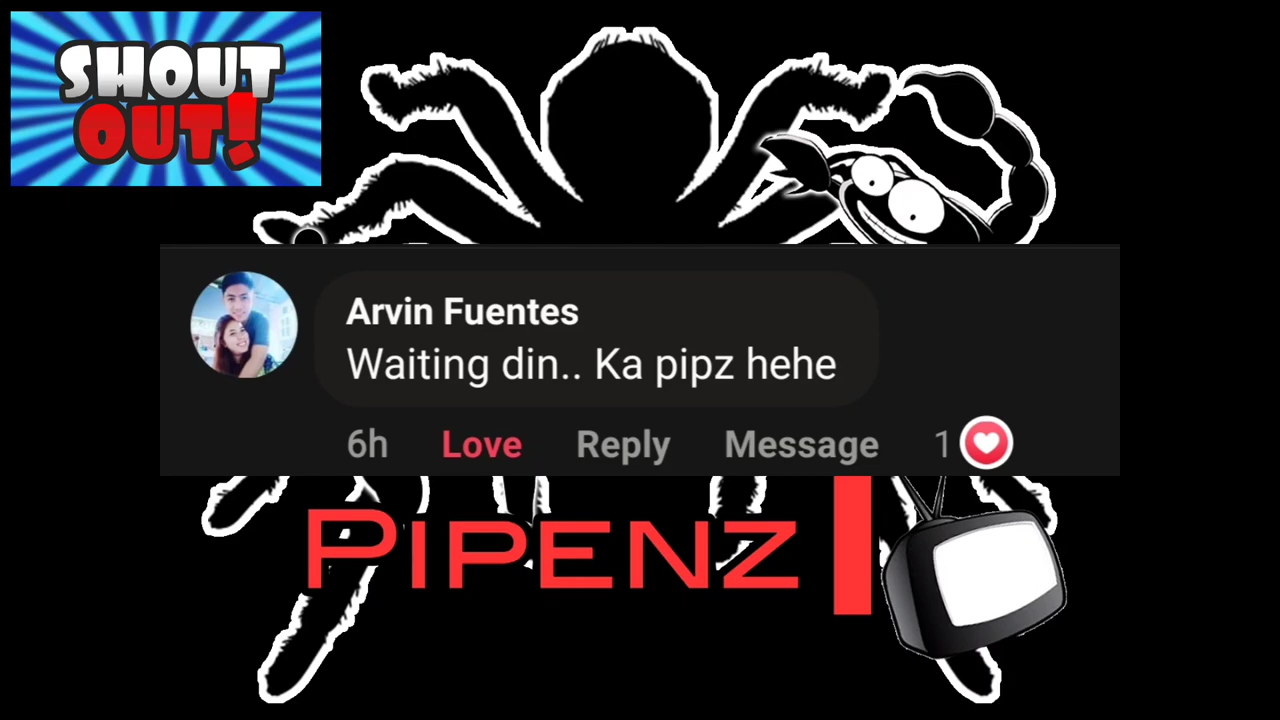 SHOUT
OUT!
Arvin Fuentes
Waiting din.. Ka pipz hehe
6h Love Reply Message 1
PIPENZ